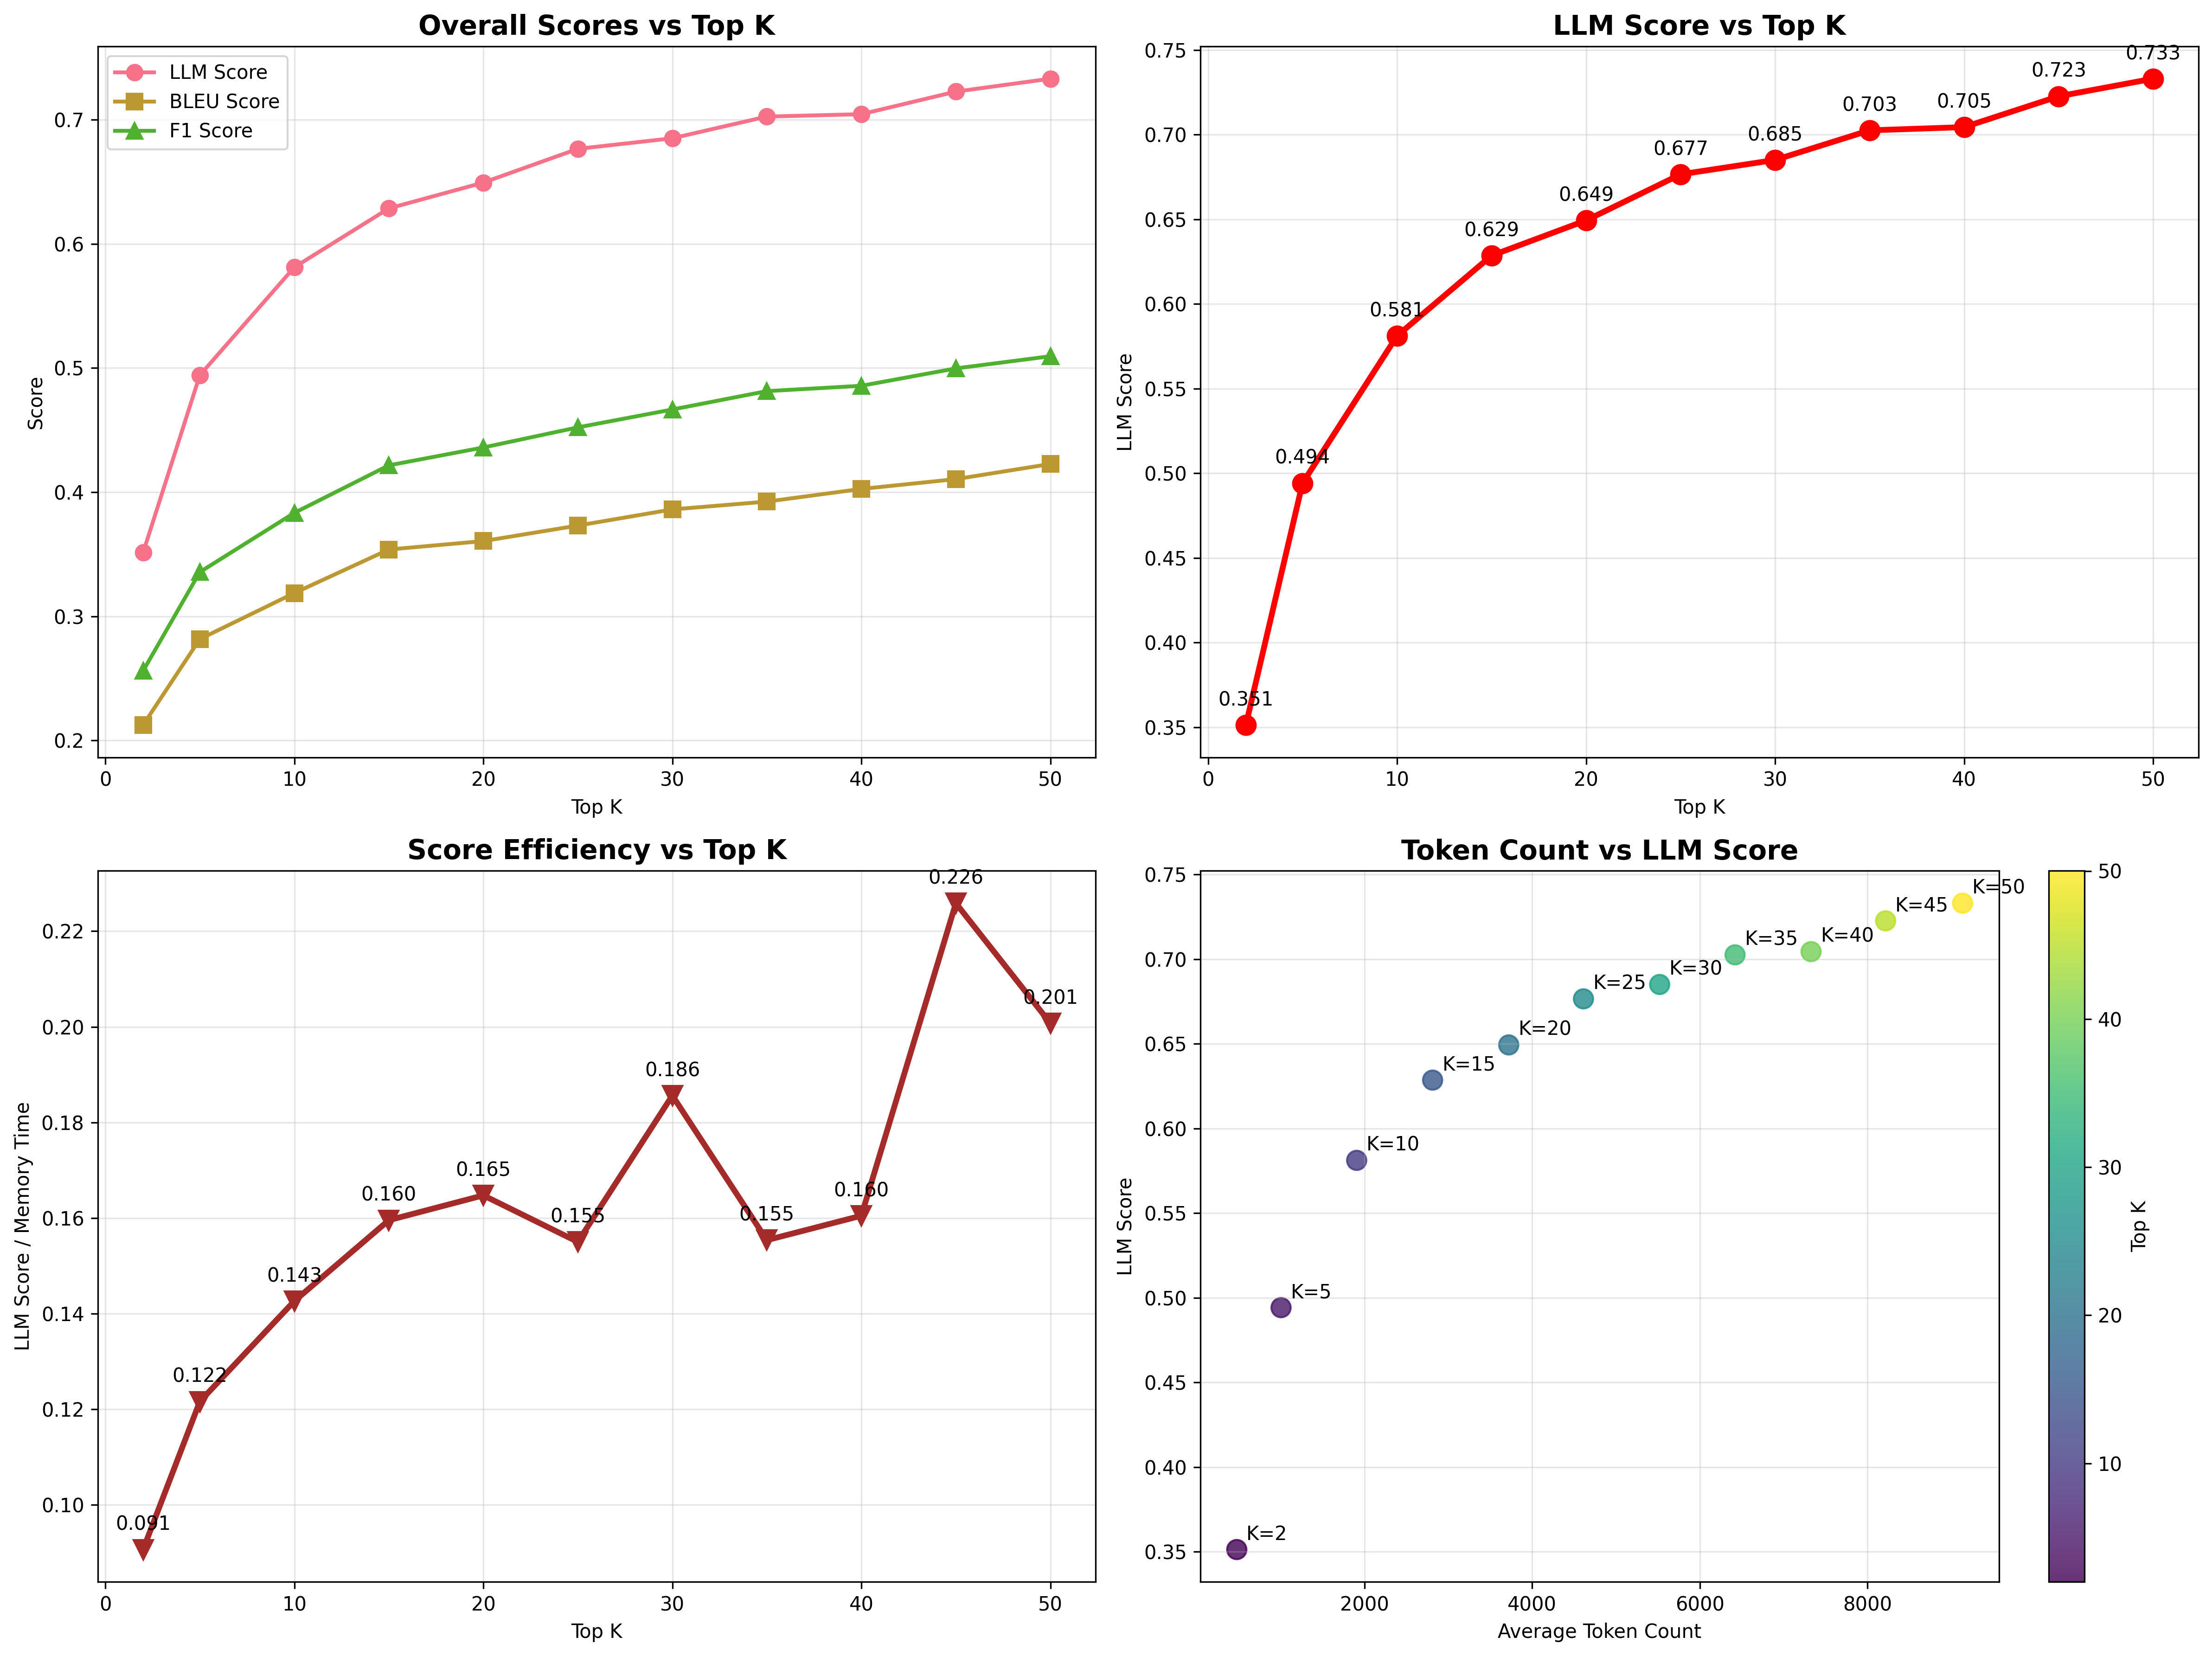 Overall Scores vs Top K
LLM Score
BLEU Score
F1 Score
0.7
0.6
0.5
0.4
0.3
0.2
Score
0 10 20 30 40 50
Top K
LLM Score vs Top K
0.75
0.70
0.65
0.60
0.55
0.50
0.45
0.40
0.35
LLM Score
0.351
0.494
0.581
0.629
0.649
0.677
0.685
0.703
0.705
0.723
0.733
0 10 20 30 40 50
Top K
Score Efficiency vs Top K
0.22
0.20
0.18
0.16
0.14
0.12
0.10
LLM Score / Memory Time
0.091
0.122
0.143
0.160
0.165
0.155
0.186
0.155
0.160
0.226
0.201
0 10 20 30 40 50
Top K
Token Count vs LLM Score
0.75
0.70
0.65
0.60
0.55
0.50
0.45
0.40
0.35
LLM Score
K=2
K=5
K=10
K=15
K=20
K=25
K=30
K=35
K=40
K=45
K=50
2000 4000 6000 8000
Average Token Count
50
40
30
20
10
Top K